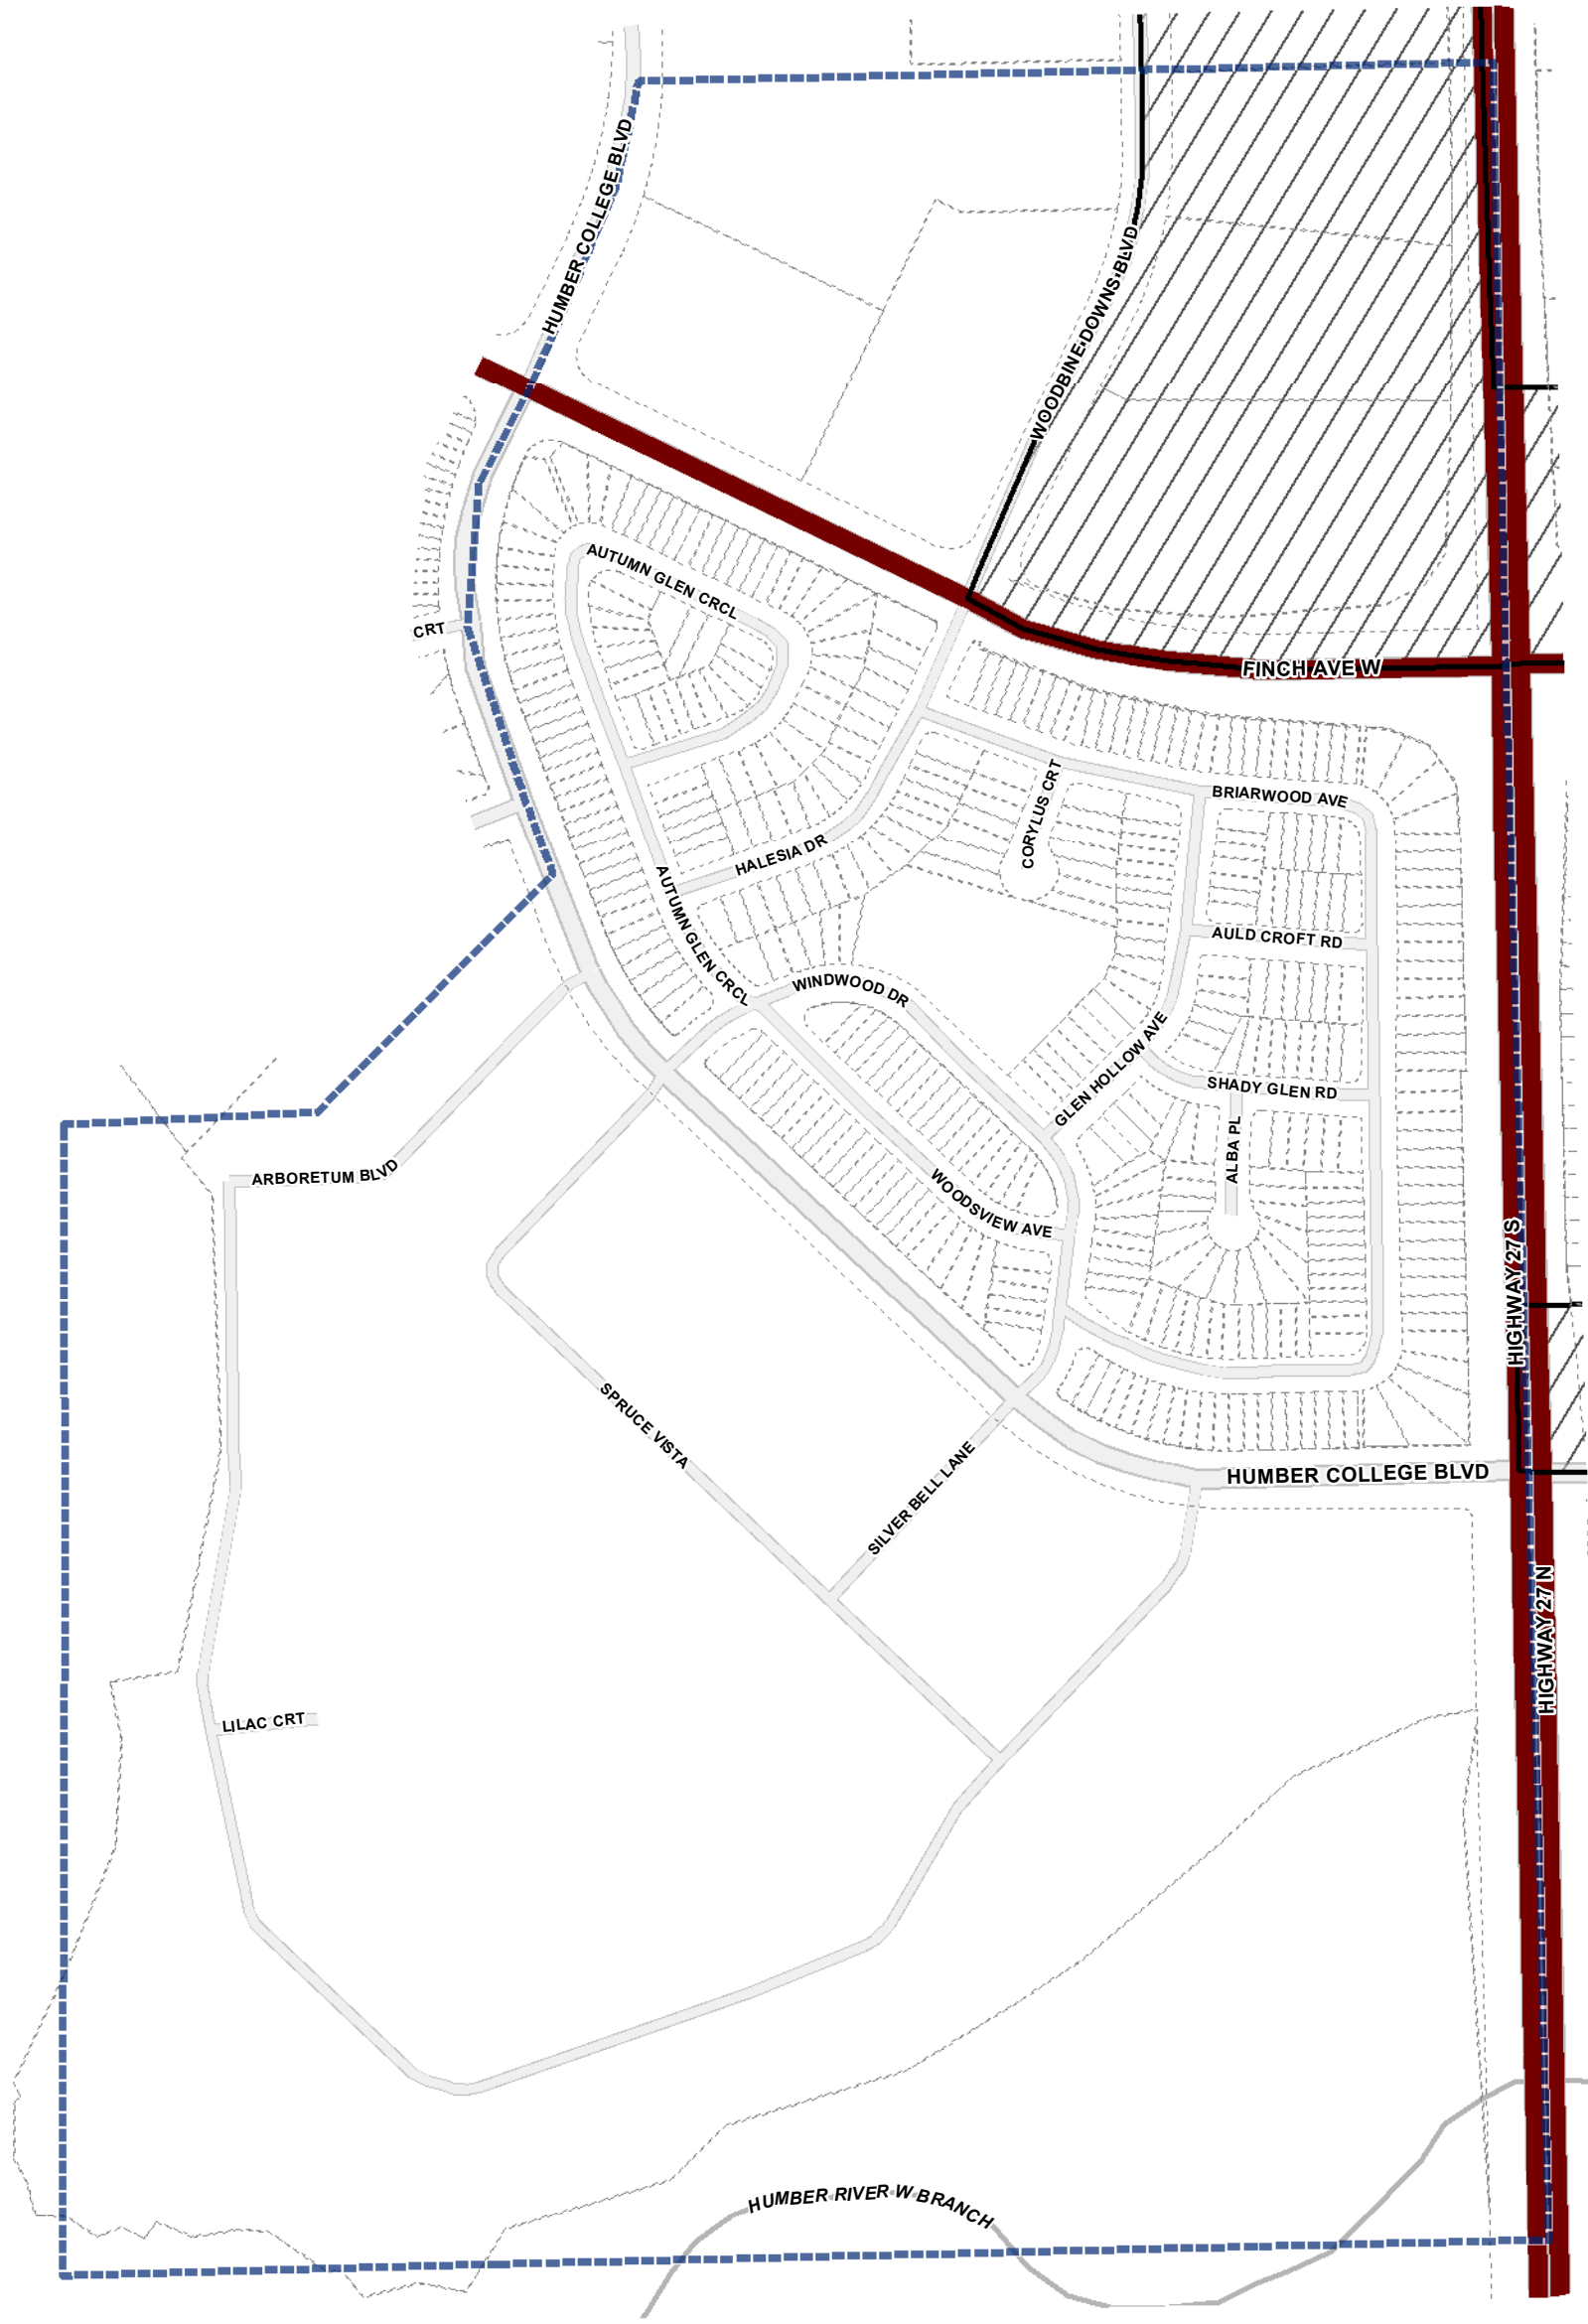 HUMBER COLLEGE BLVD
WOODBINE DOWNS BLVD
AUTUMN GLEN CRCL
CRT
FINCH AVE W
CORYLUS CRT
BRIARWOOD AVE
HALESIA DR
AUTUMN GLEN CRCL
AULD CROFT RD
WINDWOOD DR
GLEN HOLLOW AVE
SHADY GLEN RD
ALBA PL
ARBORETUM BLVD
WOODSVIEW AVE
HIGHWAY 27 S
SPRUCE VISTA
SILVER BELL LANE
HUMBER COLLEGE BLVD
HIGHWAY 27 N
LILAC CRT
HUMBER RIVER W BRANCH